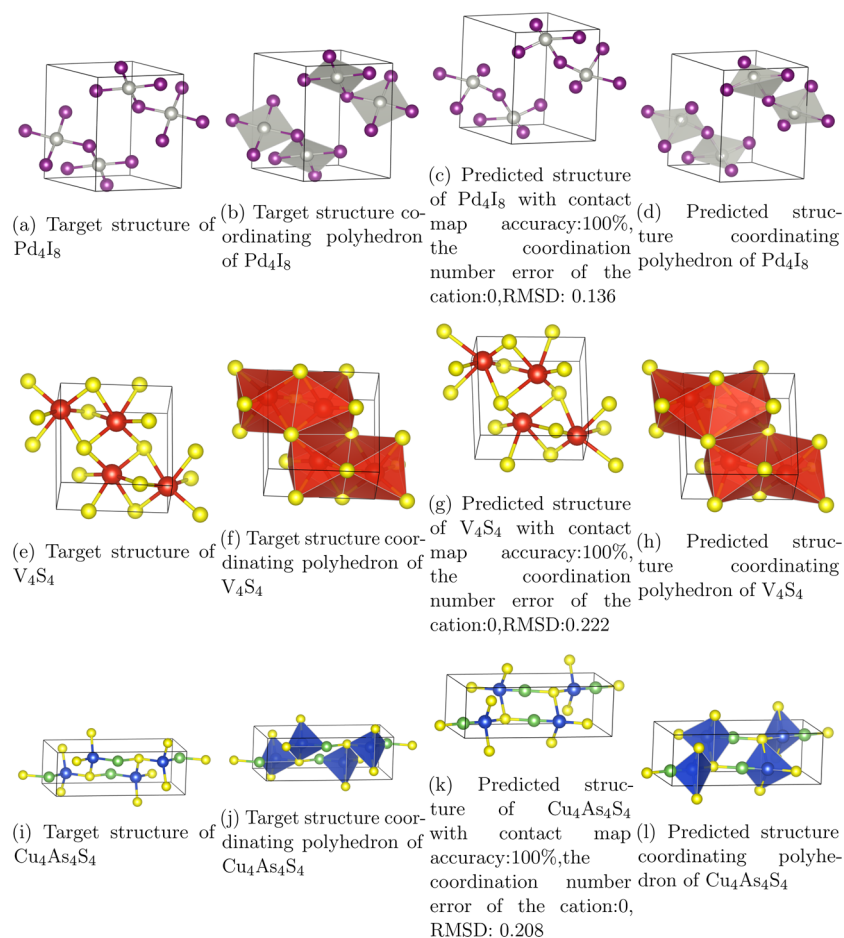 (a) Target structure of
Pd4I8
(b) Target structure co-
ordinating polyhedron
of Pd4I8
(c) Predicted structure
of Pd4I8 with contact
map accuracy:100%,
the coordination
number error of the
cation:0,RMSD: 0.136
(d) Predicted struc-
ture coordinating
polyhedron of Pd4I8
(e) Target structure of
V4S4
(f) Target structure coor-
dinating polyhedron of
V4S4
(g) Predicted structure
of V4S4 with contact
map accuracy:100%,
the coordination
number error of the
cation:0,RMSD:0.222
(h) Predicted struc-
ture coordinating
polyhedron of V4S4
(i) Target structure of
Cu4As4S4
(j) Target structure coor-
dinating polyhedron of
Cu4As4S4
(k) Predicted struc-
ture of Cu4As4S4
with contact map
accuracy:100%,the
coordination number
error of the cation:0,
RMSD: 0.208
(l) Predicted structure
coordinating polyhe-
dron of Cu4As4S4